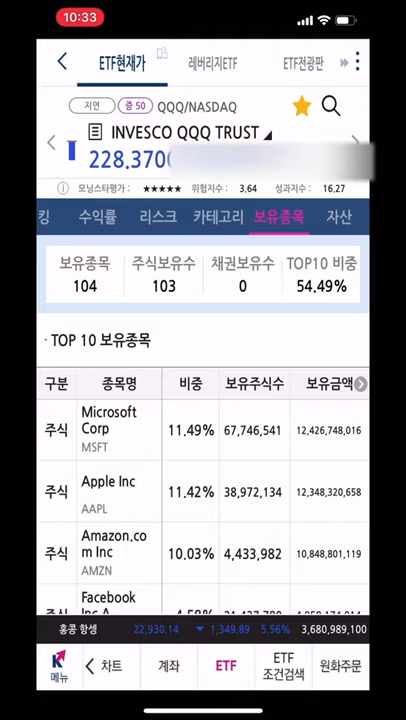 10:33
ETF현재가
레버리지ETF
ETF전광판
지연 증 50 QQQ/NASDAQ
INVESCO QQQ TRUST
228.3700
모닝스타평가 : ★★★★★ 위험지수 : 3.64 성과지수 : 16.27
킹 수익률 리스크 카테고리 보유종목 자산
보유종목 주식보유수 채권보유수 TOP10 비중
104 103 0 54.49%
· TOP 10 보유종목
구분 종목명 비중 보유주식수 보유금액
주식 Microsoft Corp 11.49% 67,746,541 12,426,748,016
MSFT
주식 Apple Inc 11.42% 38,972,134 12,348,320,658
AAPL
주식 Amazon.co
m Inc 10.03% 4,433,982 10,848,801,119
AMZN
Facebook
홍콩 항셍 22,930.14 ▼ 1,349.89 5.56% 3,680,989,100
메뉴 차트 계좌 ETF ETF 조건검색 원화주문